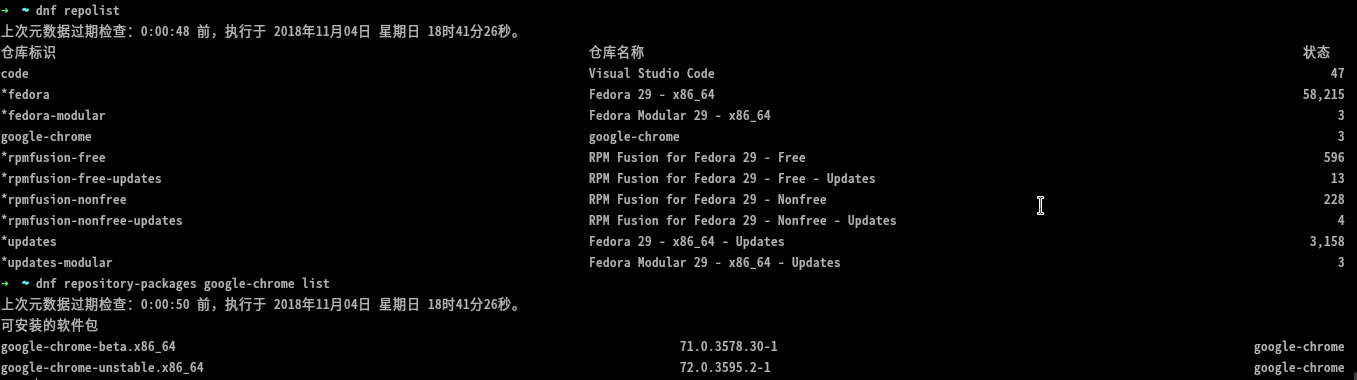 ➜ ~ dnf repolist
上次元数据过期检查：0:00:48 前，执行于 2018年11月04日 星期日 18时41分26秒。
仓库标识 仓库名称 状态
code Visual Studio Code 47
*fedora Fedora 29 - x86_64 58,215
*fedora-modular Fedora Modular 29 - x86_64 3
google-chrome google-chrome 3
*rpmfusion-free RPM Fusion for Fedora 29 - Free 596
*rpmfusion-free-updates RPM Fusion for Fedora 29 - Free - Updates 13
*rpmfusion-nonfree RPM Fusion for Fedora 29 - Nonfree 228
*rpmfusion-nonfree-updates RPM Fusion for Fedora 29 - Nonfree - Updates 4
*updates Fedora 29 - x86_64 - Updates 3,158
*updates-modular Fedora Modular 29 - x86_64 - Updates 3
➜ ~ dnf repository-packages google-chrome list
上次元数据过期检查：0:00:50 前，执行于 2018年11月04日 星期日 18时41分26秒。
可安装的软件包
google-chrome-beta.x86_64 71.0.3578.30-1 google-chrome
google-chrome-unstable.x86_64 72.0.3595.2-1 google-chrome